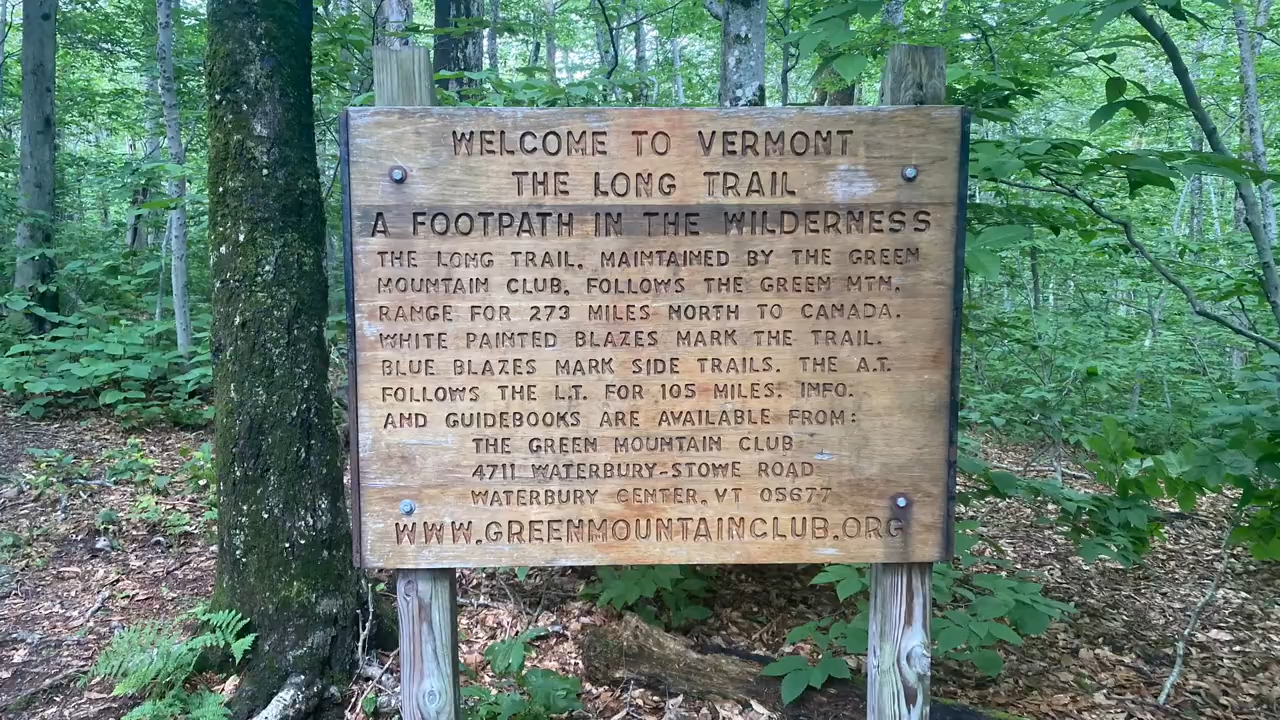 WELCOME TO VERMONT
THE LONG TRAIL
A FOOTPATH IN THE WILDERNESS
THE LONG TRAIL, MAINTAINED BY THE GREEN
MOUNTAIN CLUB, FOLLOWS THE GREEN MTN.
RANGE FOR 273 MILES NORTH TO CANADA.
WHITE PAINTED BLAZES MARK THE TRAIL.
BLUE BLAZES MARK SIDE TRAILS. THE A.T.
FOLLOWS THE L.T. FOR 105 MILES. INFO.
AND GUIDEBOOKS ARE AVAILABLE FROM:
THE GREEN MOUNTAIN CLUB
4711 WATERBURY-STOWE ROAD
WATERBURY CENTER, VT 05677
WWW.GREENMOUNTAINCLUB.ORG